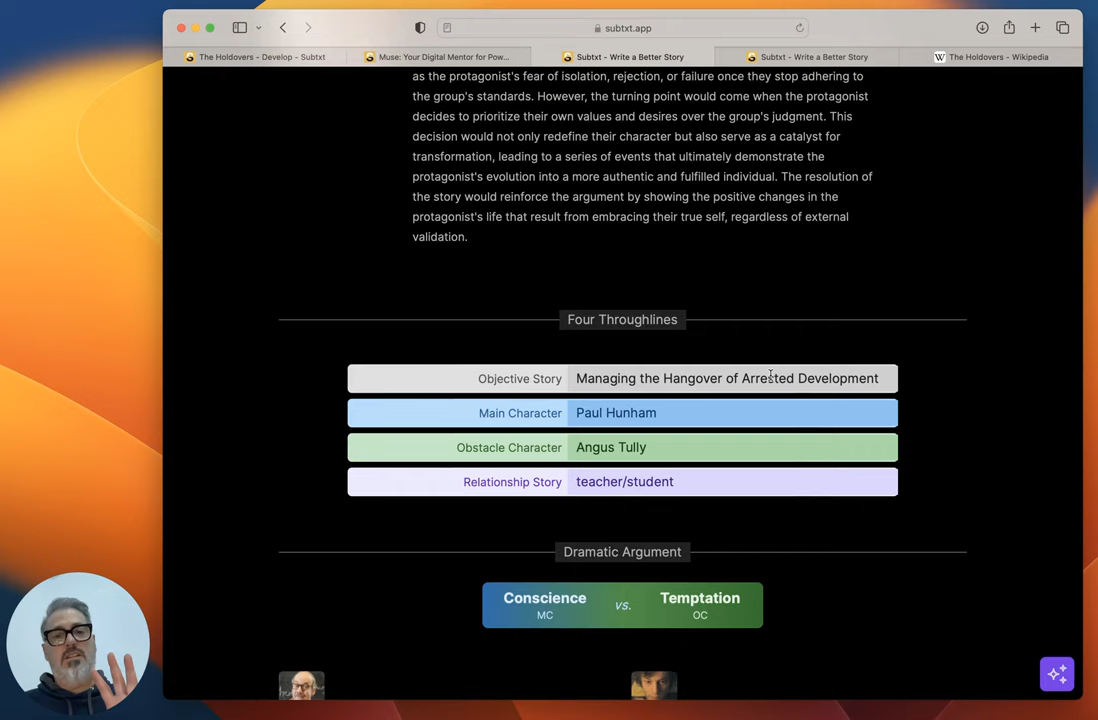 subtxt.app
The Holdovers - Develop - Subtxt
Muse: Your Digital Mentor for Pow...
Subtxt - Write a Better Story
Subtxt - Write a Better Story
W The Holdovers - Wikipedia
as the protagonist's fear of isolation, rejection, or failure once they stop adhering to
the group's standards. However, the turning point would come when the protagonist
decides to prioritize their own values and desires over the group's judgment. This
decision would not only redefine their character but also serve as a catalyst for
transformation, leading to a series of events that ultimately demonstrate the
protagonist's evolution into a more authentic and fulfilled individual. The resolution of
the story would reinforce the argument by showing the positive changes in the
protagonist's life that result from embracing their true self, regardless of external
validation.
Four Throughlines
Objective Story Managing the Hangover of Arrested Development
Main Character Paul Hunham
Obstacle Character Angus Tully
Relationship Story teacher/student
Dramatic Argument
Conscience vs. Temptation
MC OC